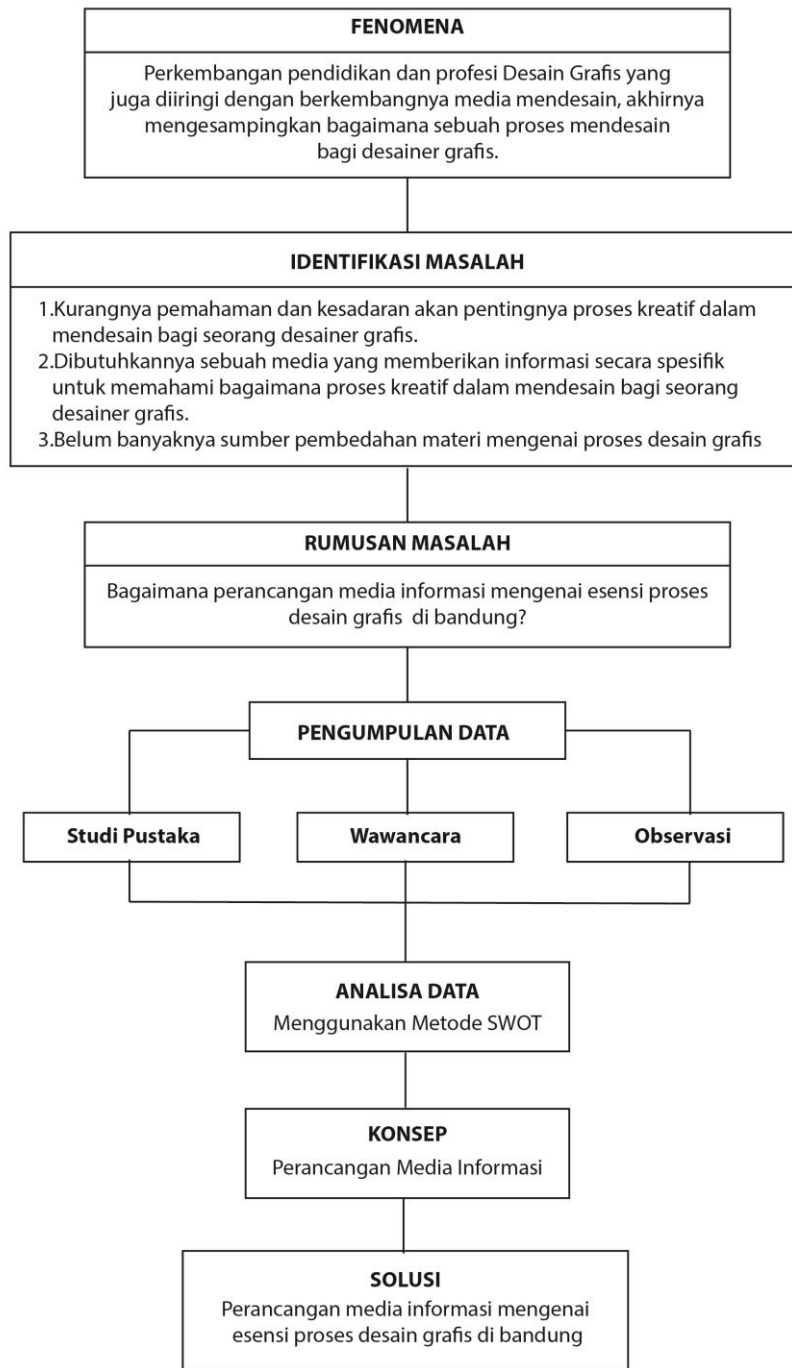 FENOMENA
Perkembangan pendidikan dan profesi Desain Grafis yang
juga diiringi dengan berkembangnya media mendesain, akhirnya
mengesampingkan bagaimana sebuah proses mendesain
bagi desainer grafis.
IDENTIFIKASI MASALAH
1.Kurangnya pemahaman dan kesadaran akan pentingnya proses kreatif dalam
mendesain bagi seorang desainer grafis.
2.Dibutuhkannya sebuah media yang memberikan informasi secara spesifik
untuk memahami bagaimana proses kreatif dalam mendesain bagi seorang
desainer grafis.
3.Belum banyaknya sumber pembedahan materi mengenai proses desain grafis
RUMUSAN MASALAH
Bagaimana perancangan media informasi mengenai esensi proses
desain grafis di bandung?
PENGUMPULAN DATA
Studi Pustaka
Wawancara
Observasi
ANALISA DATA
Menggunakan Metode SWOT
KONSEP
Perancangan Media Informasi
SOLUSI
Perancangan media informasi mengenai
esensi proses desain grafis di bandung